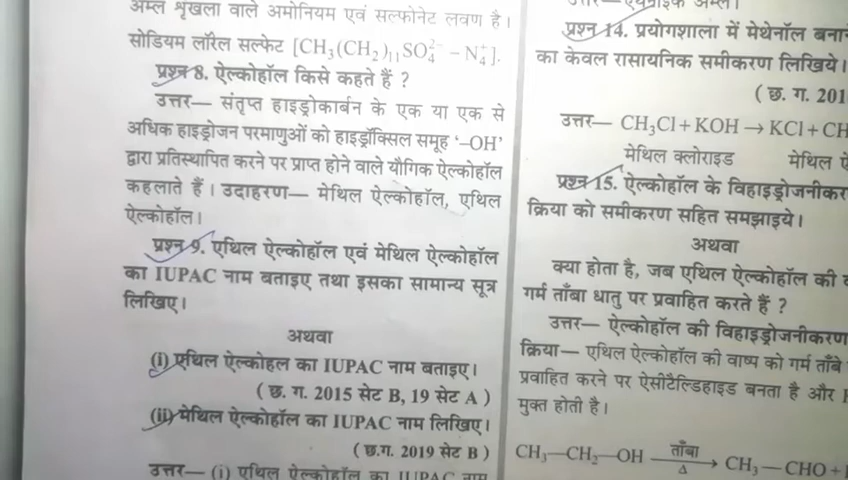 अम्ल शृंखला वाले अमोनियम एवं सल्फोनेट लवण है।
सोडियम लॉरेल सल्फेट [CH₃(CH₂)₁₁SO₄²⁻ – N₄⁺].
प्रश्न 8. ऐल्कोहॉल किसे कहते हैं ?
उत्तर— संतृप्त हाइड्रोकार्बन के एक या एक से
अधिक हाइड्रोजन परमाणुओं को हाइड्रॉक्सिल समूह ‘–OH’
द्वारा प्रतिस्थापित करने पर प्राप्त होने वाले यौगिक ऐल्कोहॉल
कहलाते हैं। उदाहरण— मेथिल ऐल्कोहॉल, एथिल
ऐल्कोहॉल।
प्रश्न 9. एथिल ऐल्कोहॉल एवं मेथिल ऐल्कोहॉल
का IUPAC नाम बताइए तथा इसका सामान्य सूत्र
लिखिए।
अथवा
(i) एथिल ऐल्कोहल का IUPAC नाम बताइए।
( छ. ग. 2015 सेट B, 19 सेट A )
(ii) मेथिल ऐल्कोहॉल का IUPAC नाम लिखिए।
( छ.ग. 2019 सेट B )
उत्तर— (i) एथिल ऐल्कोहॉल का IUPAC नाम
प्रश्न 14. प्रयोगशाला में मेथेनॉल
का केवल रासायनिक समीकरण लिखिये।
( छ. ग.
उत्तर— CH₃Cl + KOH → KCl +
मेथिल क्लोराइड मेथिल
प्रश्न 15. ऐल्कोहॉल के
क्रिया को समीकरण सहित समझाइये।
अथवा
क्या होता है, जब एथिल ऐल्कोहॉल की
गर्म ताँबा धातु पर प्रवाहित करते हैं ?
उत्तर— ऐल्कोहॉल की विहाइड्रोजनीकरण
क्रिया— एथिल ऐल्कोहॉल की वाष्प को गर्म ताँबे
प्रवाहित करने पर ऐसीटैल्डिहाइड बनता है और
मुक्त होती है।
CH₃—CH₂—OH ताँबा/Δ → CH₃ — CHO +